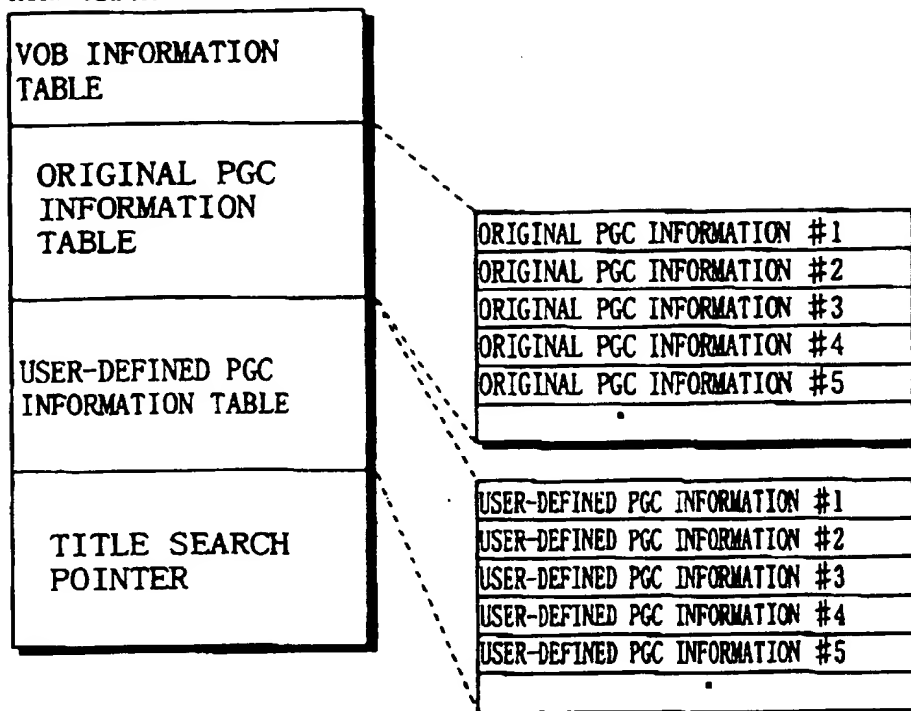 VOB INFORMATION
TABLE
ORIGINAL PGC
INFORMATION
TABLE
USER-DEFINED PGC
INFORMATION TABLE
TITLE SEARCH
POINTER
ORIGINAL PGC INFORMATION #1
ORIGINAL PGC INFORMATION #2
ORIGINAL PGC INFORMATION #3
ORIGINAL PGC INFORMATION #4
ORIGINAL PGC INFORMATION #5
USER-DEFINED PGC INFORMATION #1
USER-DEFINED PGC INFORMATION #2
USER-DEFINED PGC INFORMATION #3
USER-DEFINED PGC INFORMATION #4
USER-DEFINED PGC INFORMATION #5